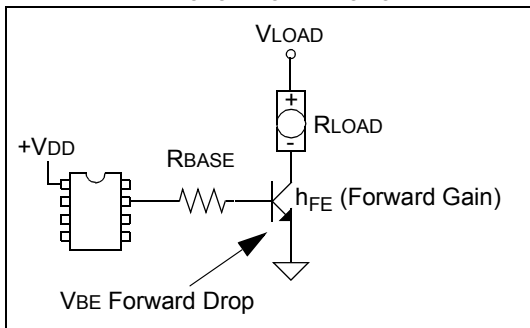 VLOAD
+
RLOAD
-
+VDD
RBASE
hFE (Forward Gain)
VBE Forward Drop